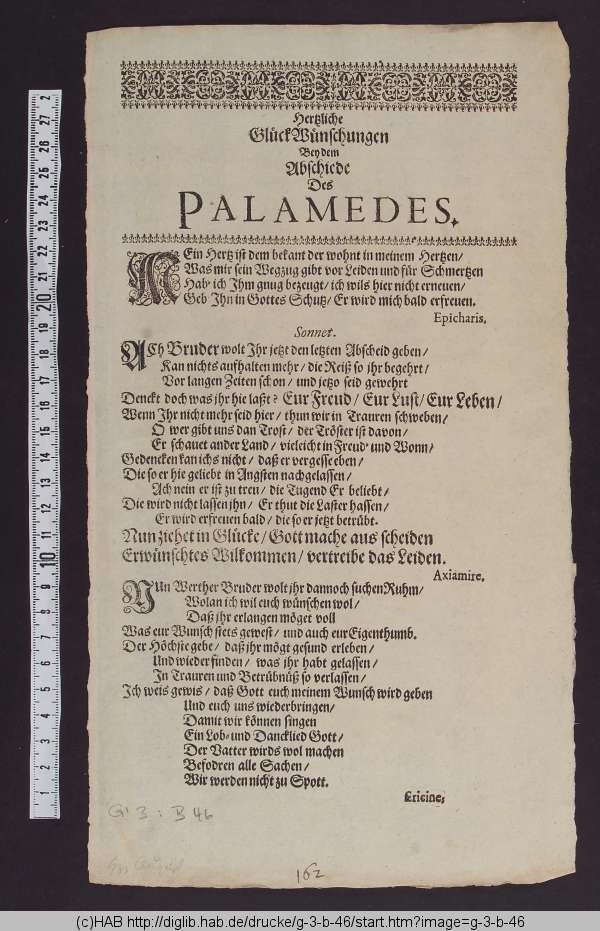 Hertzliche
GlückWünschungen
Bey dem
Abschiede
Des
PALAMEDES.
MEin Hertz ist dem bekant der wohnt in meinem Hertzen/
Was mir sein Wegzug gibt vor Leiden und für Schmertzen
Hab' ich Ihm gnug bezeugt/ ich wils hier nicht erneuen/
Geb Ihn in Gottes Schutz/ Er wird mich bald erfreuen.
Epicharis.
Sonnet.
ACh Bruder wolt Ihr jetzt den letzten Abscheid geben/
Kan nichts aufhalten mehr/ die Reiß so ihr begehrt/
Vor langen Zeiten schon/ und jetzo seid gewehrt
Denckt doch was jhr hie laßt? Eur Freud/ Eur Lust/ Eur Leben/
Wenn Ihr nicht mehr seid hier/ thun wir in Trauren schweben/
O wer gibt uns dan Trost/ der Tröster ist davon/
Er schauet ander Land/ vieleicht in Freud' und Wonn/
Gedencken kan ichs nicht/ daß er vergesse eben/
Die so er hie geliebt in Ängsten nachgelassen/
Ach nein er ist zu treu/ die Tugend Er beliebt/
Die wird nicht lassen jhn/ Er thut die Laster hassen/
Er wird erfreuen bald/ die so er jetzt betrübt.
Nun ziehet in Glücke/ Gott mache aus scheiden
Erwünschtes Wilkommen/ vertreibe das Leiden.
Axiamire.
NUn Werther Bruder wolt jhr dannoch suchen Ruhm/
Wolan ich wil euch wünschen wol/
Daß jhr erlangen möget voll
Was eur Wunsch stets gewest/ und auch eur Eigenthumb.
Der Höchste gebe/ daß jhr mögt gesund erleben/
Und wieder finden/ was jhr habt gelassen/
In Trauren und Betrübnüß so verlassen/
Ich weis gewis/ daß Gott euch meinem Wunsch wird geben
Und euch uns wiederbringen/
Damit wir können singen
Ein Lob- und Dancklied Gott/
Der Vatter wirds wol machen
Befodren alle Sachen/
Wir werden nicht zu Spott.
Ericine.
G 3 : B 46
162
(c)HAB http://diglib.hab.de/drucke/g-3-b-46/start.htm?image=g-3-b-46